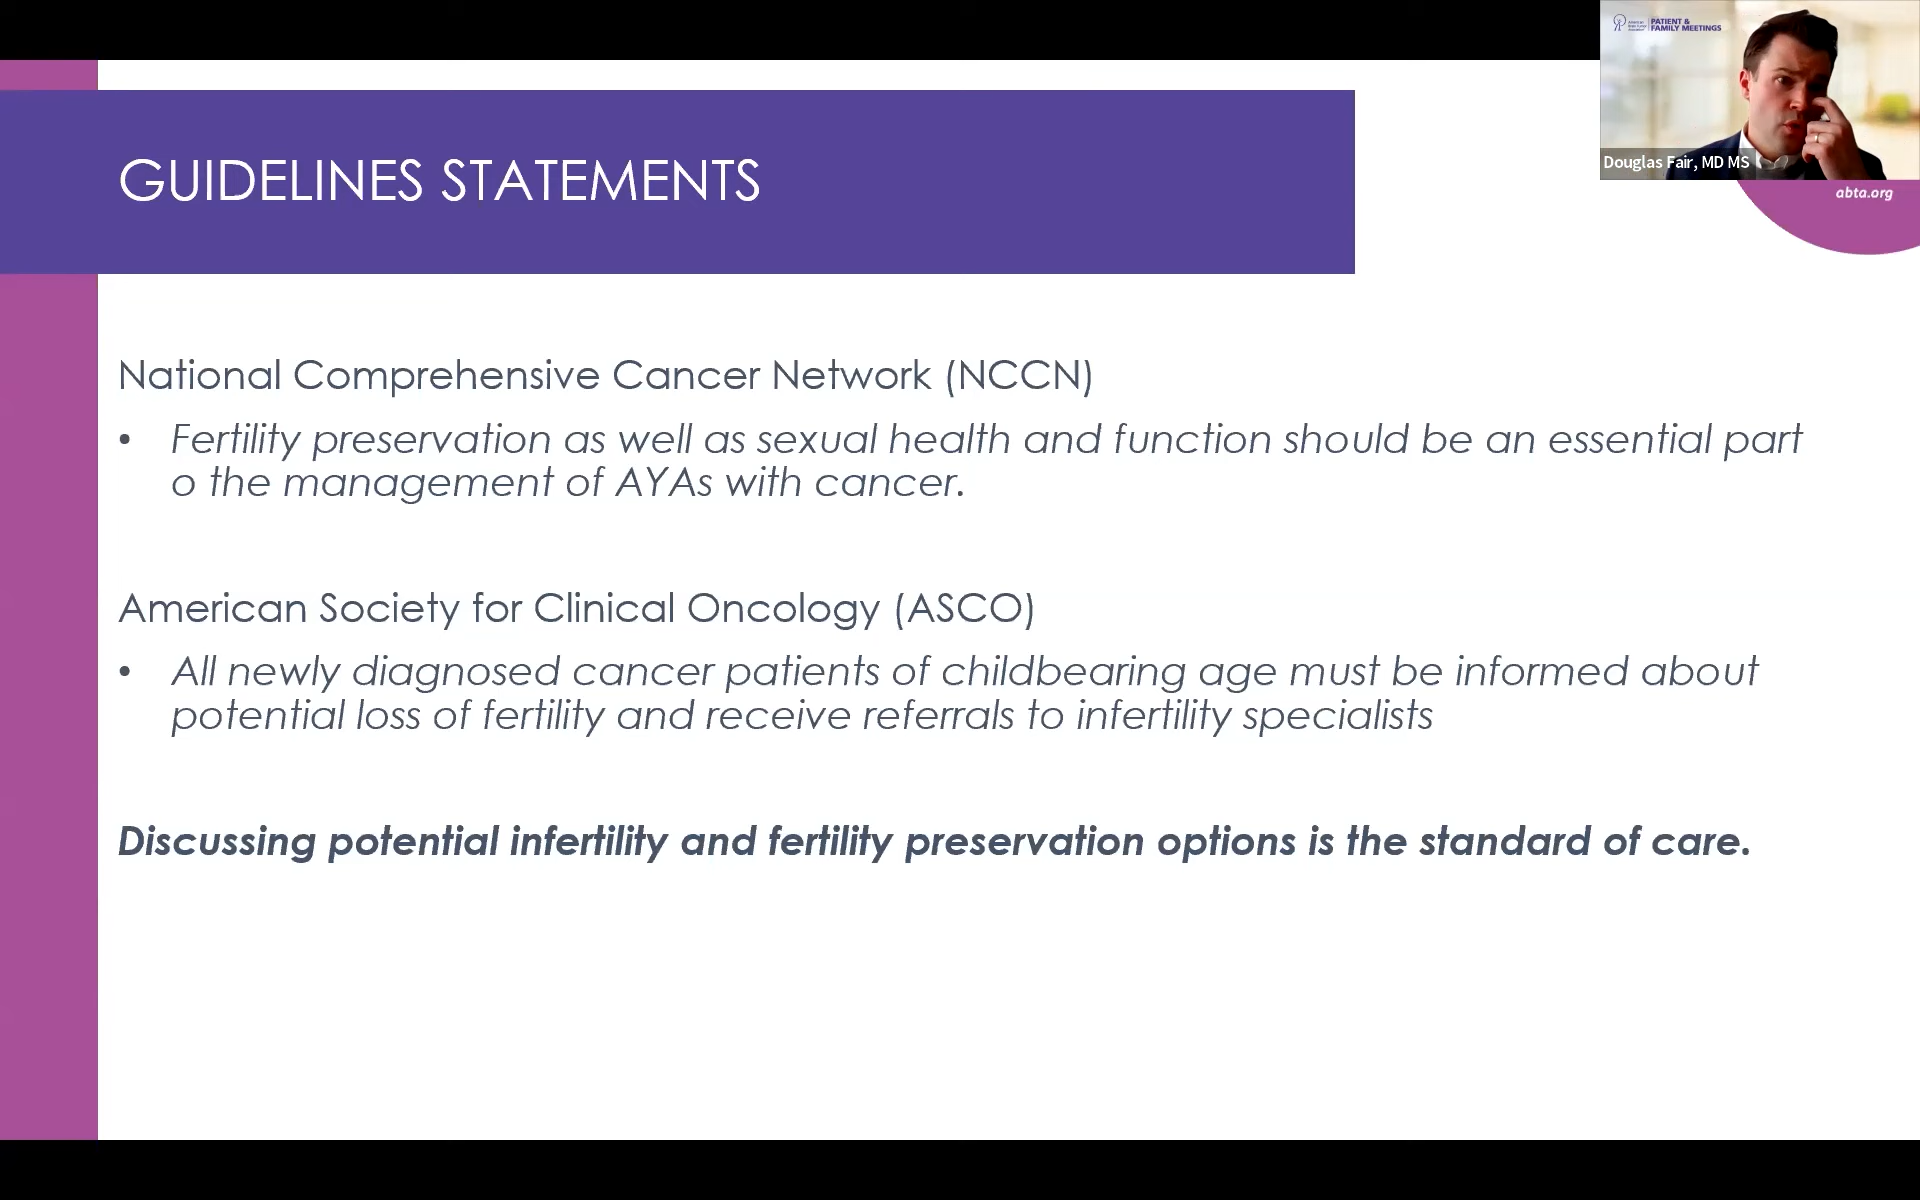 PATIENT &
FAMILY MEETINGS
Douglas Fair, MD MS
abta.org
GUIDELINES STATEMENTS
National Comprehensive Cancer Network (NCCN)
• Fertility preservation as well as sexual health and function should be an essential part
o the management of AYAs with cancer.
American Society for Clinical Oncology (ASCO)
• All newly diagnosed cancer patients of childbearing age must be informed about
potential loss of fertility and receive referrals to infertility specialists
Discussing potential infertility and fertility preservation options is the standard of care.